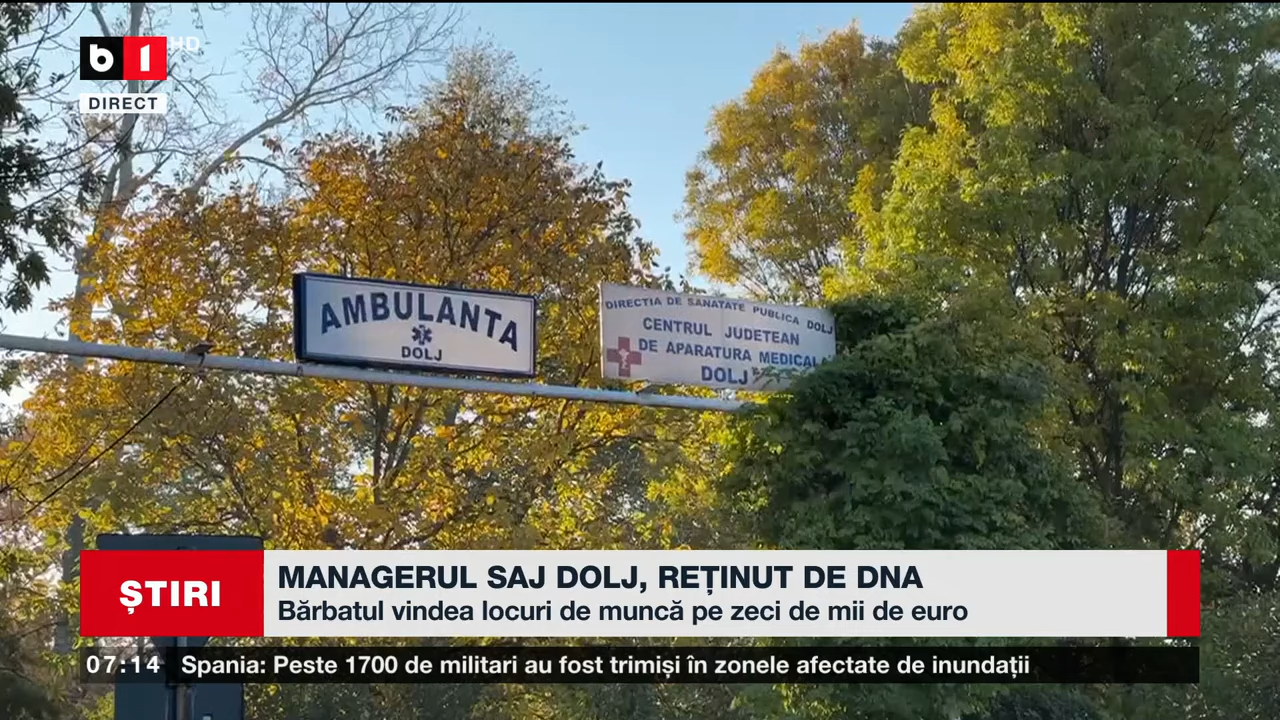 b1 HD
DIRECT
AMBULANTA
DOLJ
DIRECTIA DE SANATATE PUBLICA DOLJ
CENTRUL JUDETEAN
DE APARATURA MEDICALA
DOLJ
ȘTIRI
MANAGERUL SAJ DOLJ, REȚINUT DE DNA
Bărbatul vindea locuri de muncă pe zeci de mii de euro
07:14 Spania: Peste 1700 de militari au fost trimiși în zonele afectate de inundații